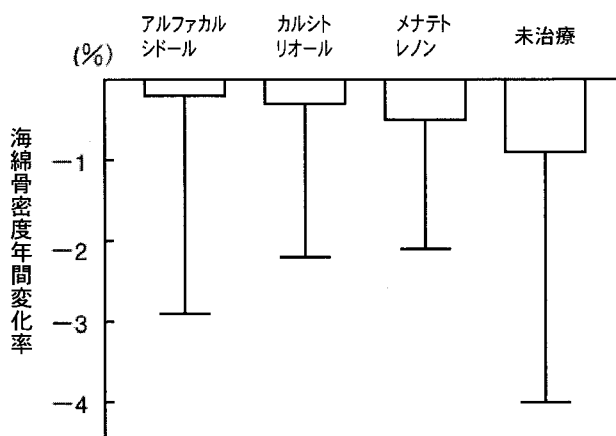 (%)
アルファカル
シドール
カルシト
リオール
メナテト
レノン
未治療
海綿骨密度年間変化率
−1
−2
−3
−4